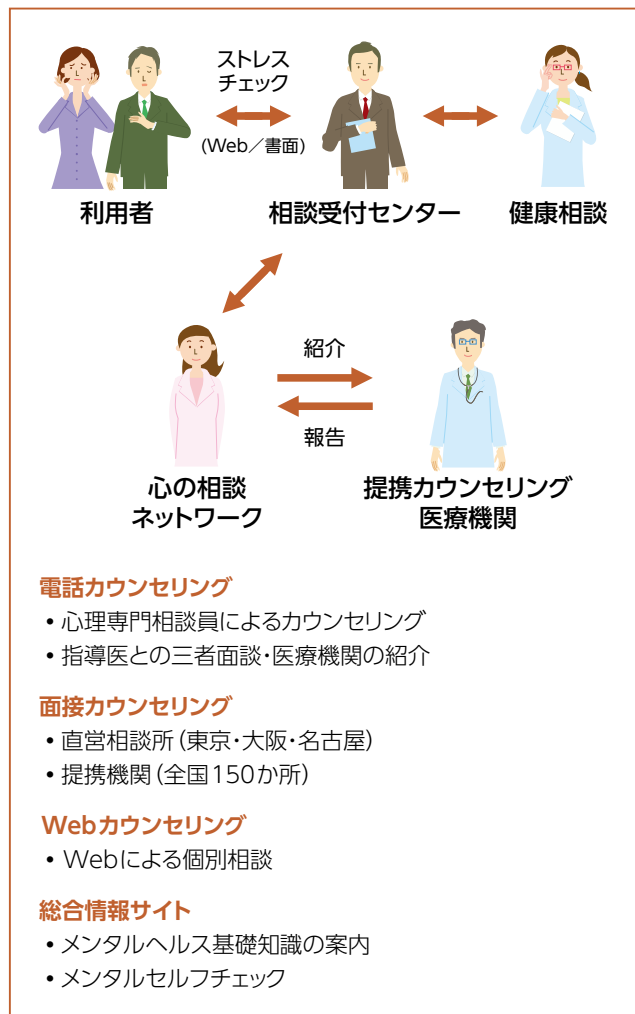 ストレス
チェック
(Web／書面)
利用者
相談受付センター
健康相談
紹介
報告
心の相談
ネットワーク
提携カウンセリング
医療機関
電話カウンセリング
• 心理専門相談員によるカウンセリング
• 指導医との三者面談・医療機関の紹介
面接カウンセリング
• 直営相談所（東京・大阪・名古屋）
• 提携機関（全国150か所）
Webカウンセリング
• Webによる個別相談
総合情報サイト
• メンタルヘルス基礎知識の案内
• メンタルセルフチェック